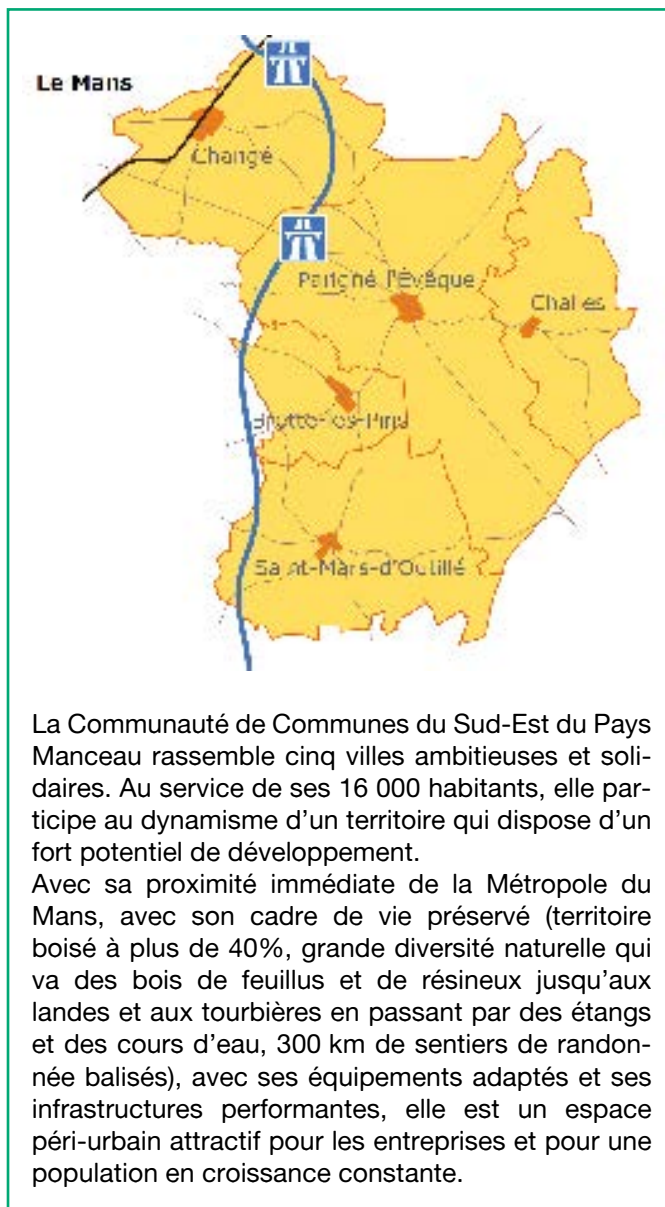 Le Mans
Changé
Parigné l'Évêque
Challes
Brette-les-Pins
Saint-Mars-d'Outillé
La Communauté de Communes du Sud-Est du Pays
Manceau rassemble cinq villes ambitieuses et soli-
daires. Au service de ses 16 000 habitants, elle par-
ticipe au dynamisme d’un territoire qui dispose d’un
fort potentiel de développement.
Avec sa proximité immédiate de la Métropole du
Mans, avec son cadre de vie préservé (territoire
boisé à plus de 40%, grande diversité naturelle qui
va des bois de feuillus et de résineux jusqu’aux
landes et aux tourbières en passant par des étangs
et des cours d’eau, 300 km de sentiers de randon-
née balisés), avec ses équipements adaptés et ses
infrastructures performantes, elle est un espace
péri-urbain attractif pour les entreprises et pour une
population en croissance constante.